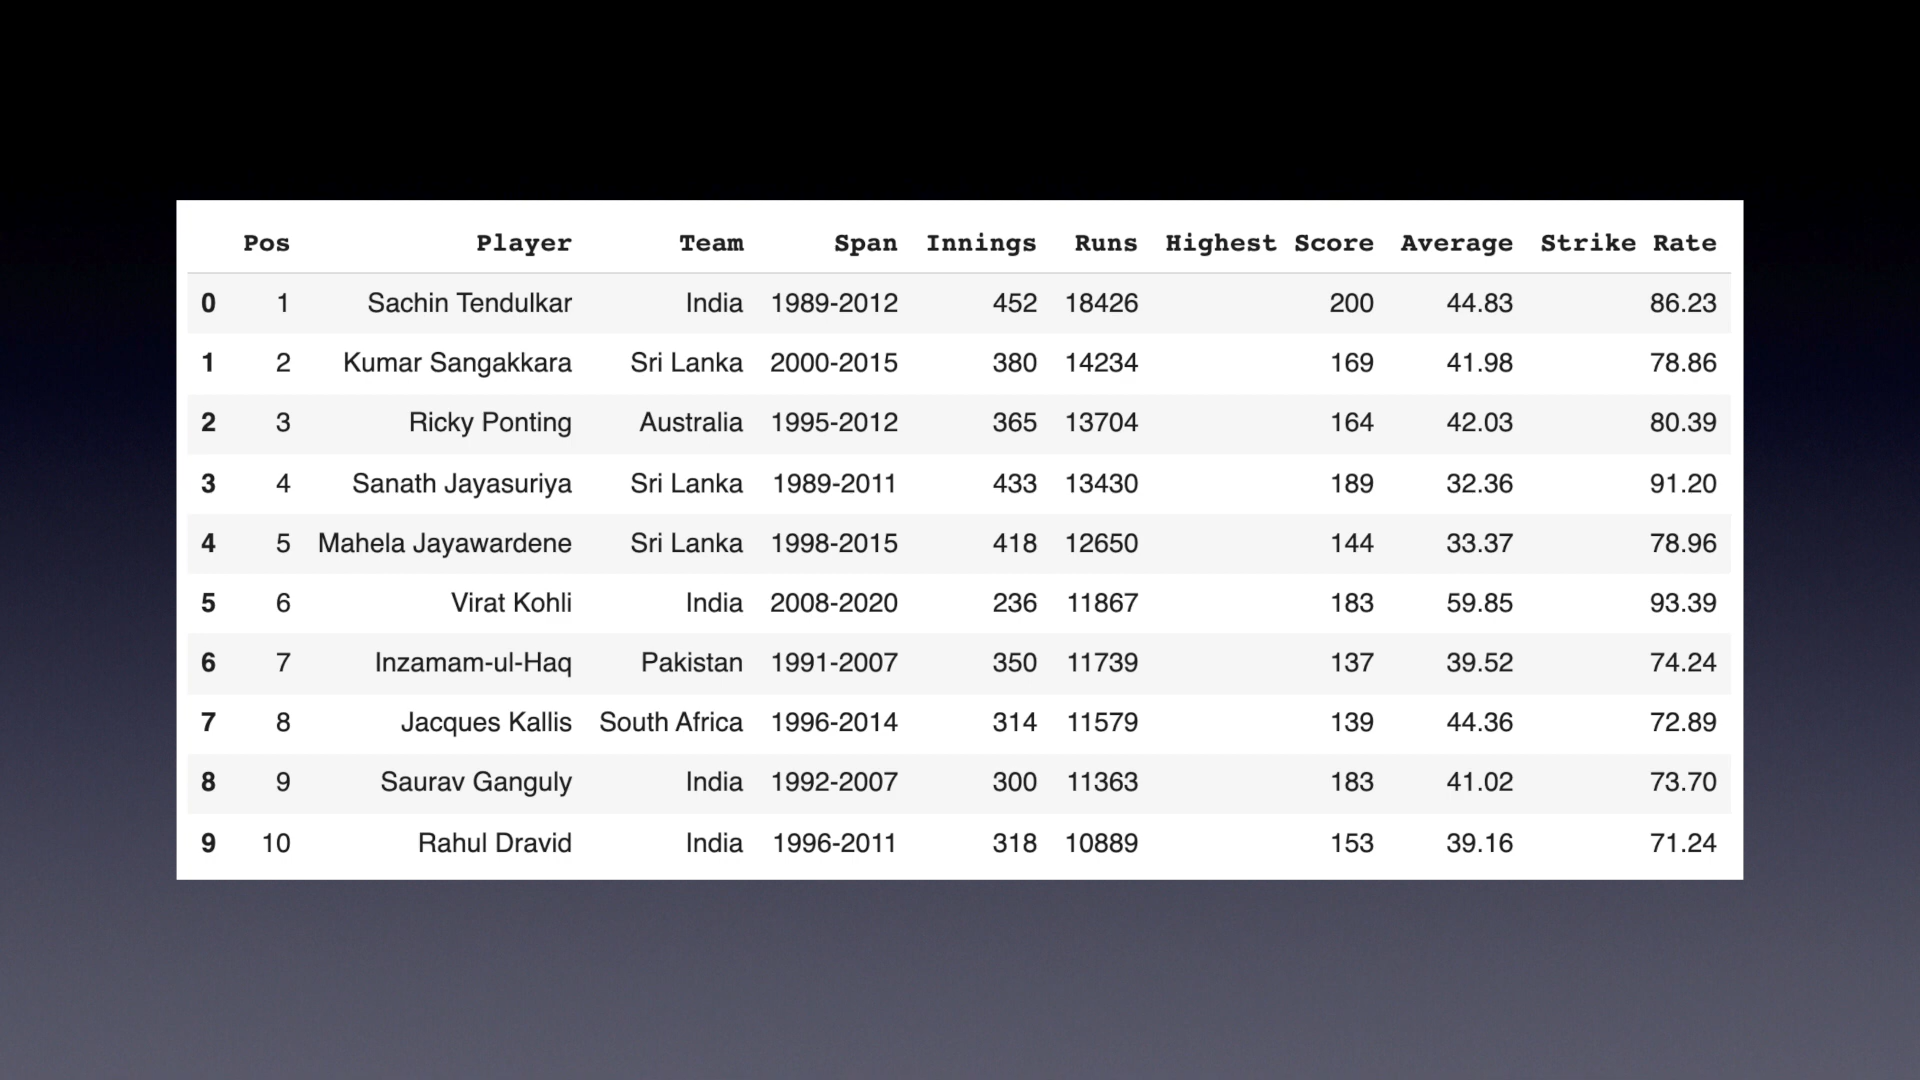 Pos Player Team Span Innings Runs Highest Score Average Strike Rate
0 1 Sachin Tendulkar India 1989-2012 452 18426 200 44.83 86.23
1 2 Kumar Sangakkara Sri Lanka 2000-2015 380 14234 169 41.98 78.86
2 3 Ricky Ponting Australia 1995-2012 365 13704 164 42.03 80.39
3 4 Sanath Jayasuriya Sri Lanka 1989-2011 433 13430 189 32.36 91.20
4 5 Mahela Jayawardene Sri Lanka 1998-2015 418 12650 144 33.37 78.96
5 6 Virat Kohli India 2008-2020 236 11867 183 59.85 93.39
6 7 Inzamam-ul-Haq Pakistan 1991-2007 350 11739 137 39.52 74.24
7 8 Jacques Kallis South Africa 1996-2014 314 11579 139 44.36 72.89
8 9 Saurav Ganguly India 1992-2007 300 11363 183 41.02 73.70
9 10 Rahul Dravid India 1996-2011 318 10889 153 39.16 71.24